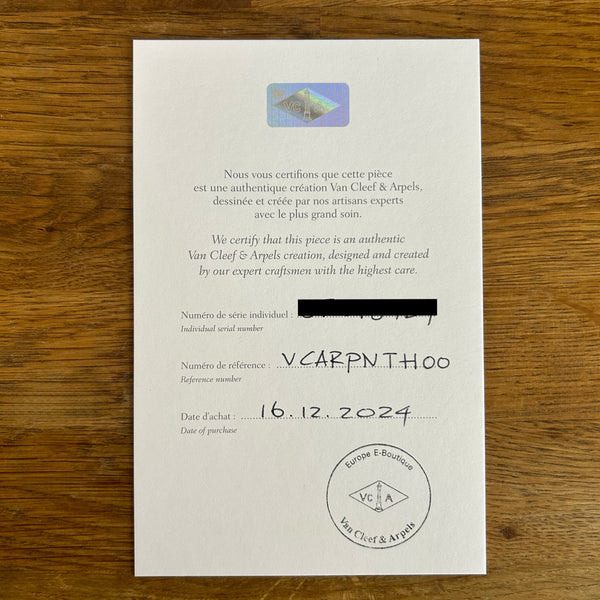 VC A
Nous vous certifions que cette pièce
est une authentique création Van Cleef & Arpels,
dessinée et créée par nos artisans experts
avec le plus grand soin.
We certify that this piece is an authentic
Van Cleef & Arpels creation, designed and created
by our expert craftsmen with the highest care.
Numéro de série individuel :
Individual serial number
Numéro de référence : VCARPNTH00
Reference number
Date d'achat : 16.12.2024
Date of purchase
Europe E-Boutique
VC A
Van Cleef & Arpels